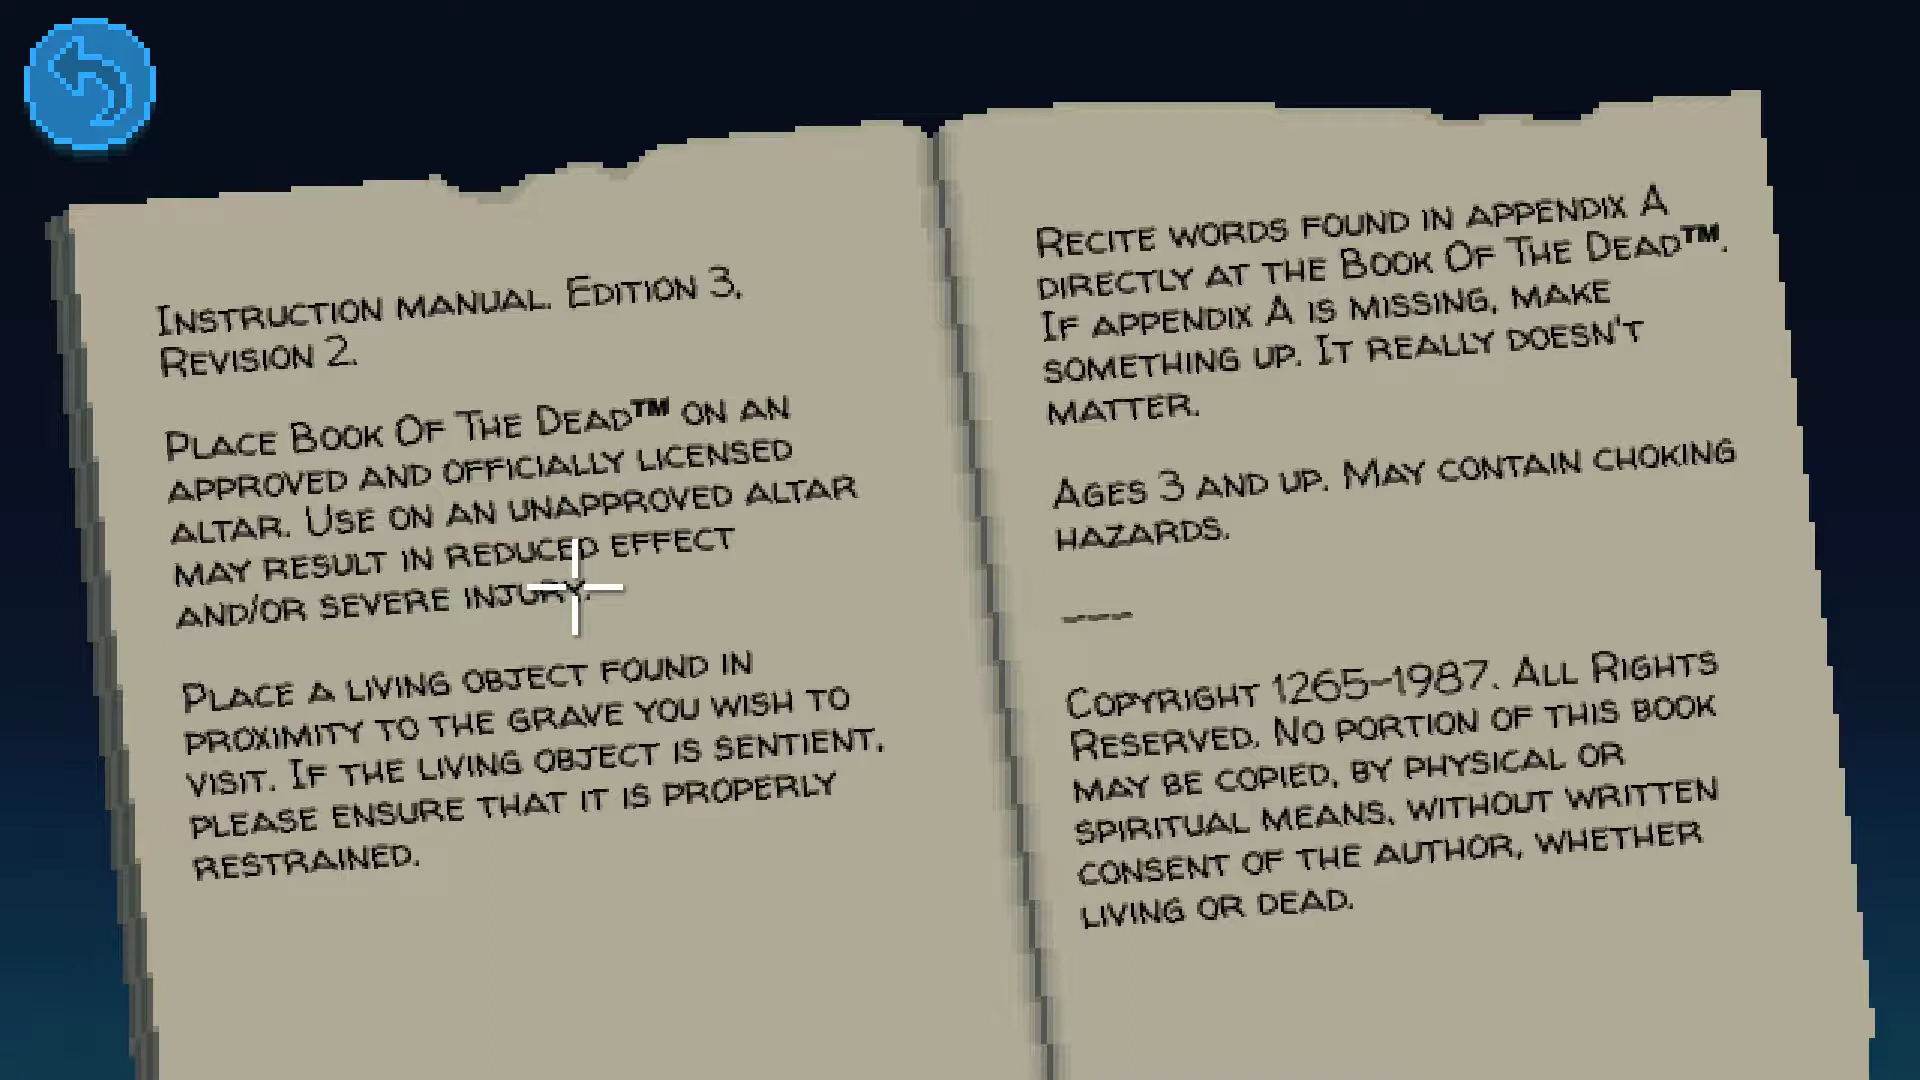 Instruction manual. Edition 3,
Revision 2.
Place Book Of The Dead™ on an
approved and officially licensed
altar. Use on an unapproved altar
may result in reduced effect
and/or severe injury.
Place a living object found in
proximity to the grave you wish to
visit. If the living object is sentient,
please ensure that it is properly
restrained.
Recite words found in appendix A
directly at the Book Of The Dead™.
If appendix A is missing, make
something up. It really doesn't
matter.
Ages 3 and up. May contain choking
hazards.
----
Copyright 1265-1987. All Rights
Reserved. No portion of this book
may be copied, by physical or
spiritual means, without written
consent of the author, whether
living or dead.